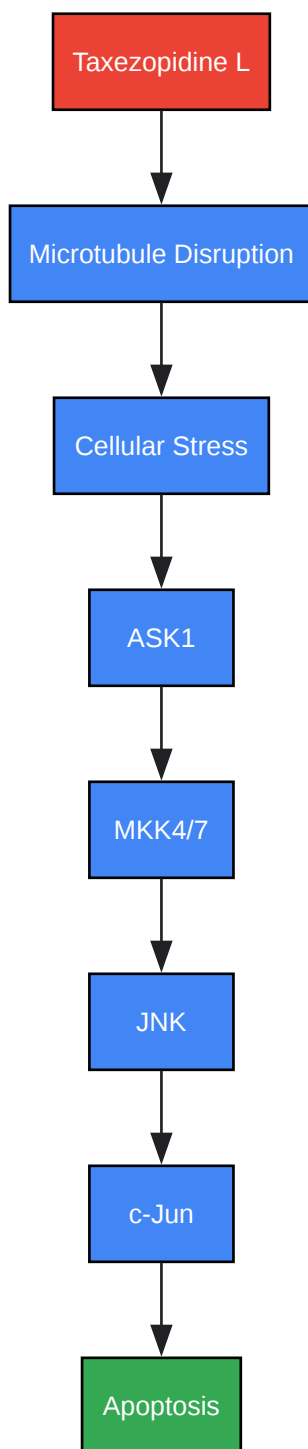 Taxezopidine L
Microtubule Disruption
Cellular Stress
ASK1
MKK4/7
JNK
c-Jun
Apoptosis